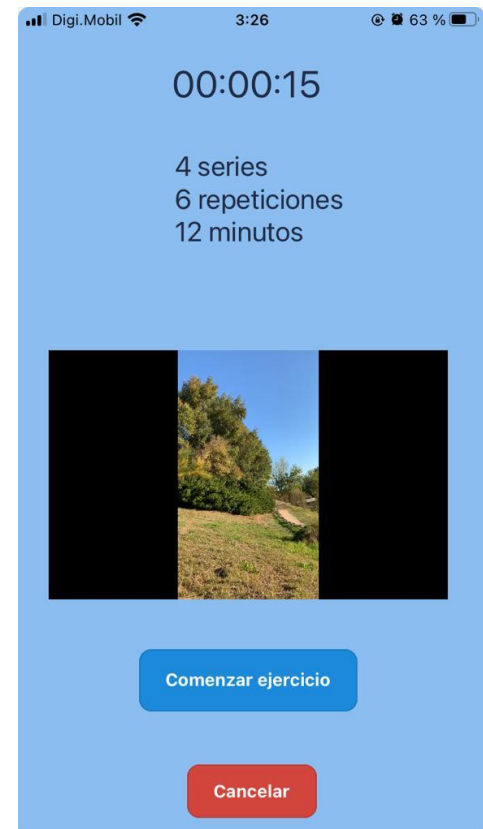 Digi.Mobil 3:26 63 %
00:00:15
4 series
6 repeticiones
12 minutos
Comenzar ejercicio
Cancelar